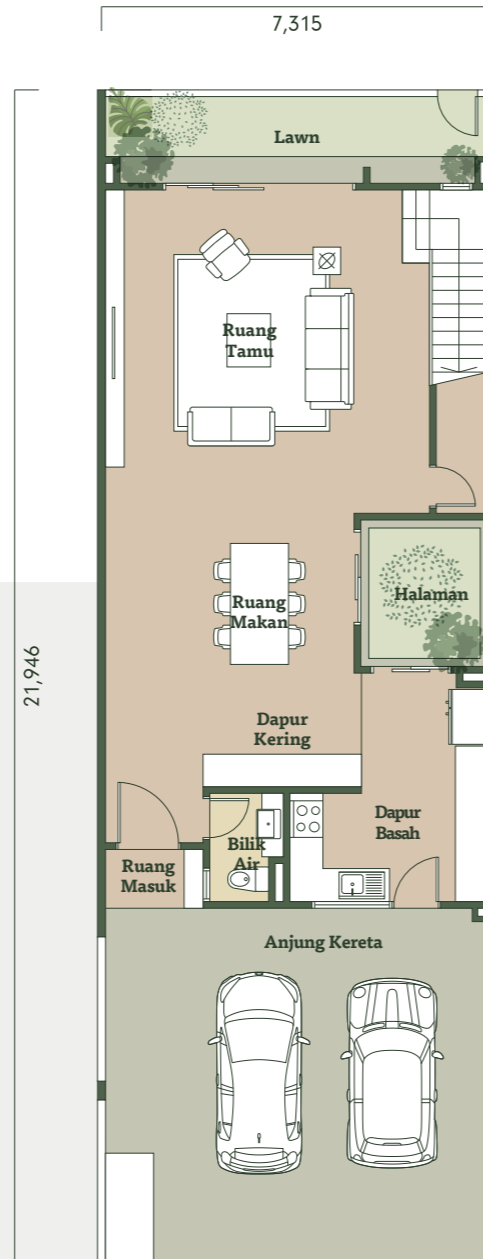 7,315
Lawn
Ruang
Tamu
Halaman
Ruang
Makan
21,946
Dapur
Kering
Dapur
Basah
Bilik
Air
Ruang
Masuk
Anjung Kereta